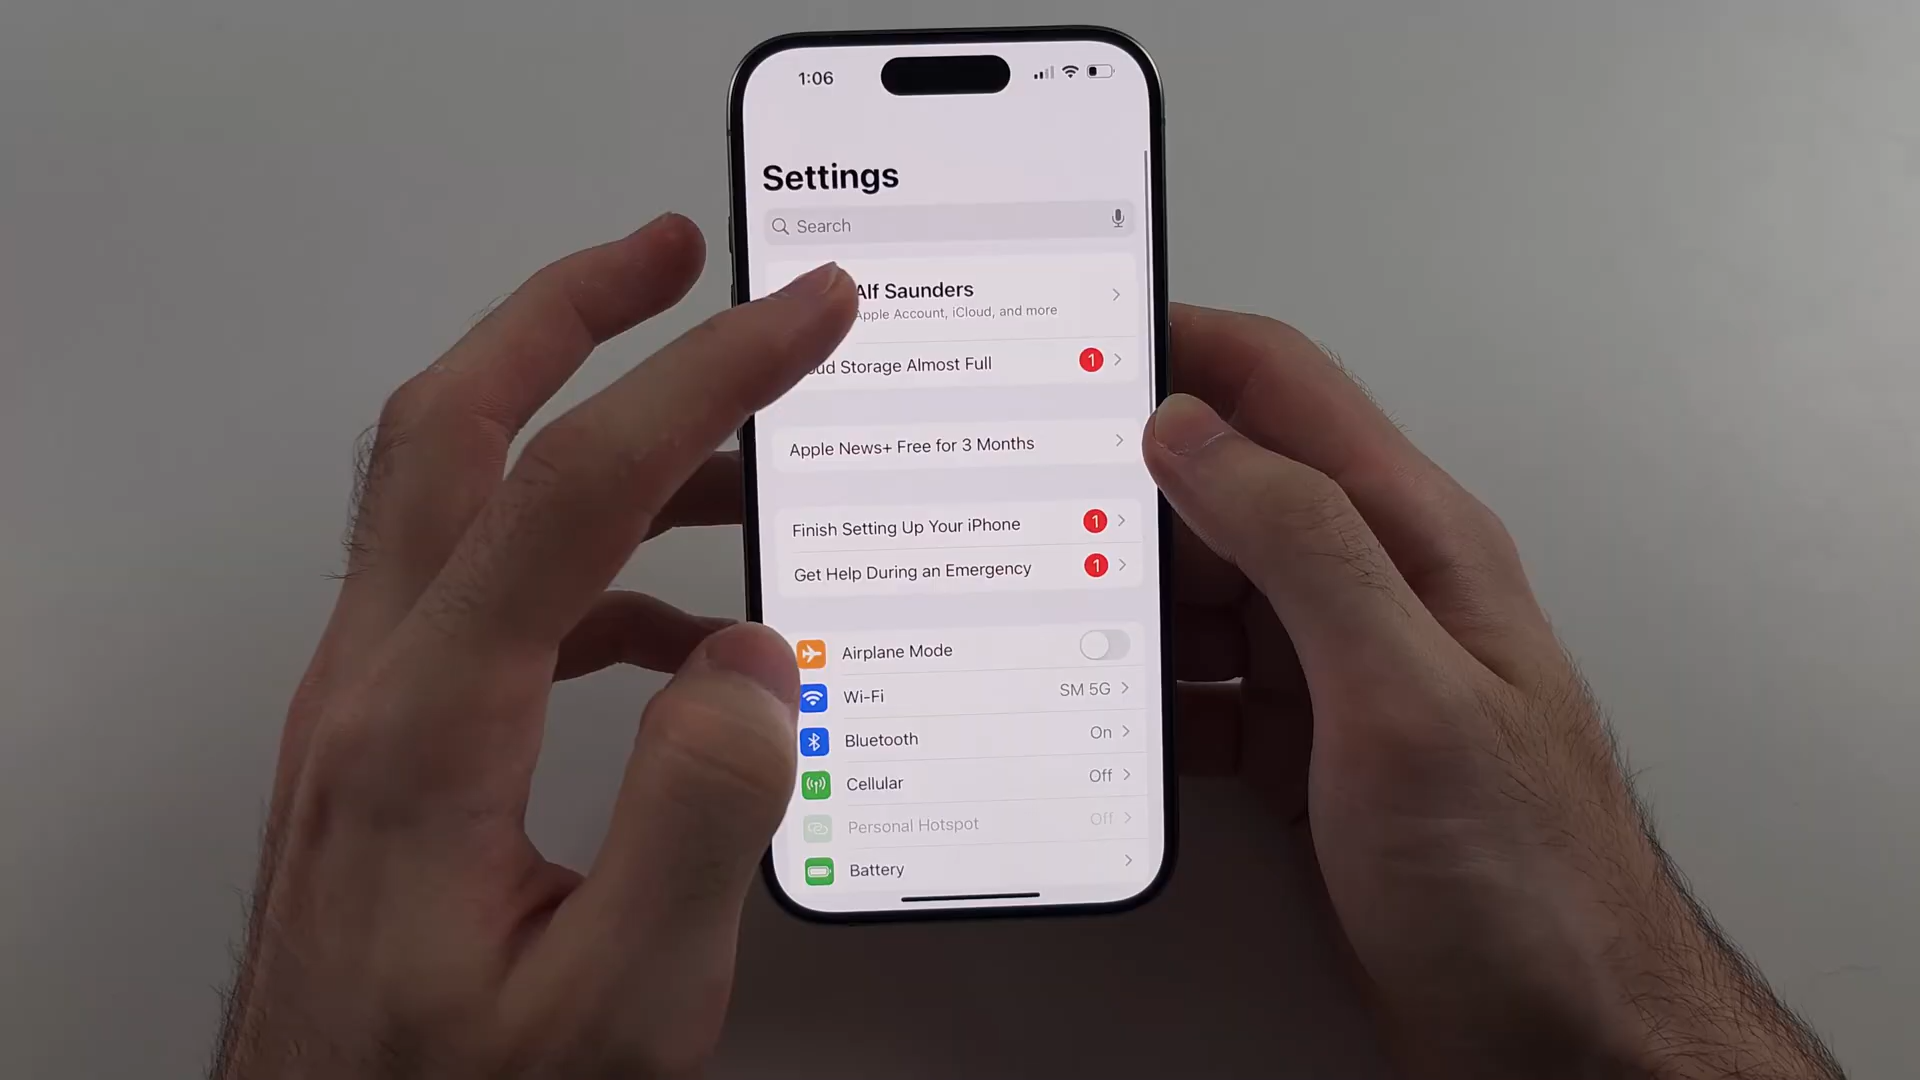 1:06
Settings
Search
Alf Saunders
Apple Account, iCloud, and more
oud Storage Almost Full
1
Apple News+ Free for 3 Months
Finish Setting Up Your iPhone
1
Get Help During an Emergency
1
Airplane Mode
Wi-Fi
SM 5G
Bluetooth
On
Cellular
Off
Personal Hotspot
Off
Battery